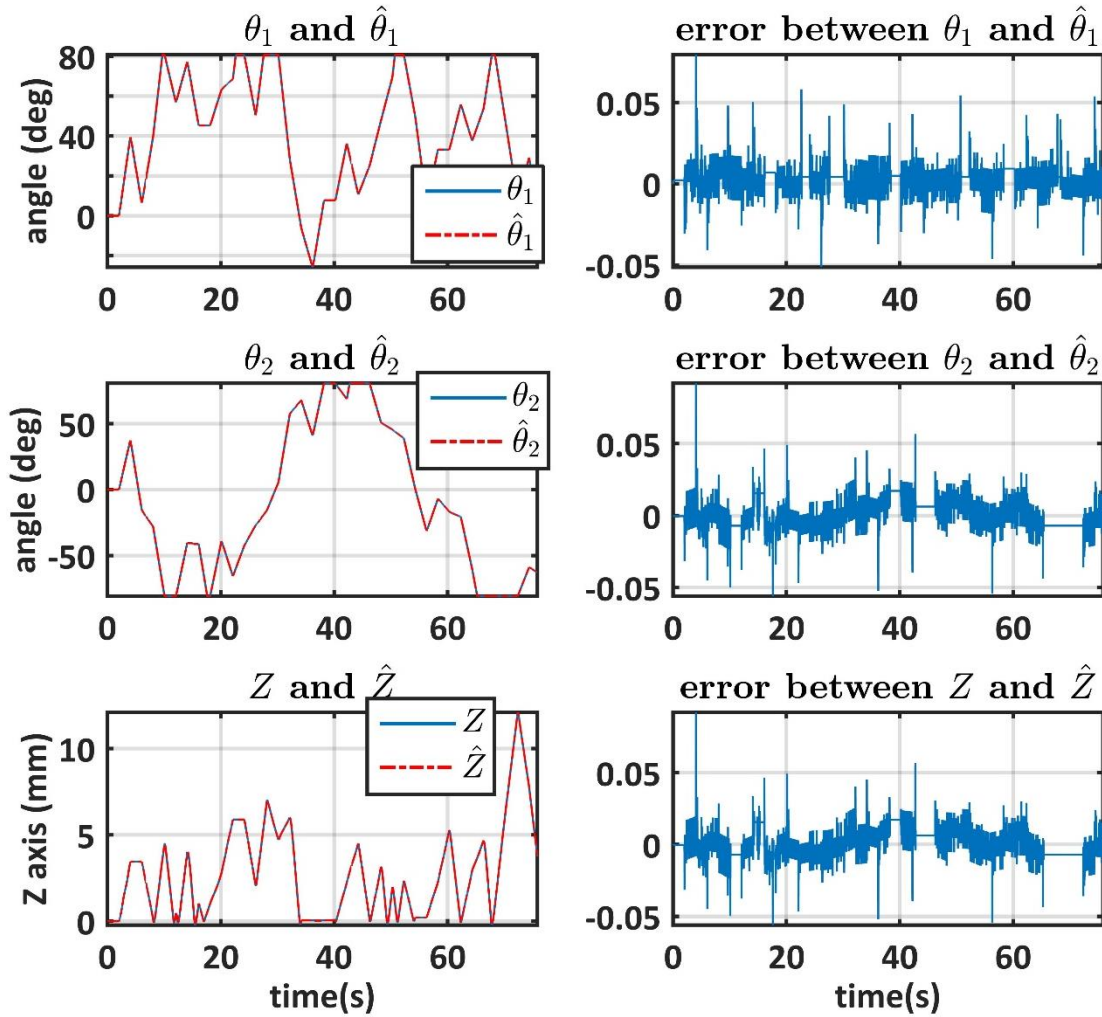 θ₁ and θ̂₁
80
40
0
angle (deg)
θ₁
θ̂₁
0 20 40 60
error between θ₁ and θ̂₁
0.05
0
-0.05
0 20 40 60
θ₂ and θ̂₂
50
0
-50
angle (deg)
θ₂
θ̂₂
0 20 40 60
error between θ₂ and θ̂₂
0.05
0
-0.05
0 20 40 60
Z and Ẑ
10
5
0
Z axis (mm)
Z
Ẑ
0 20 40 60
time(s)
error between Z and Ẑ
0.05
0
-0.05
0 20 40 60
time(s)